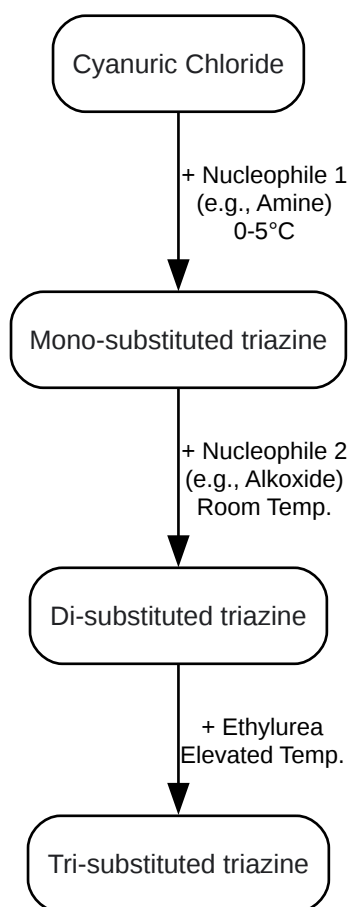 Cyanuric Chloride
+ Nucleophile 1
(e.g., Amine)
0-5°C
Mono-substituted triazine
+ Nucleophile 2
(e.g., Alkoxide)
Room Temp.
Di-substituted triazine
+ Ethylurea
Elevated Temp.
Tri-substituted triazine